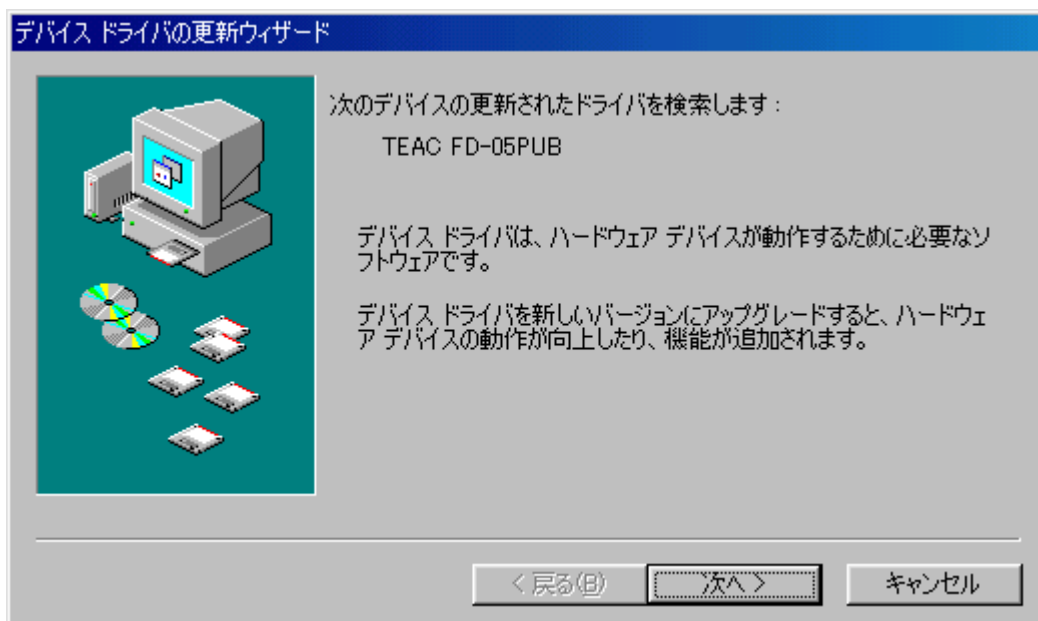 デバイス ドライバの更新ウィザード
次のデバイスの更新されたドライバを検索します：
TEAC FD-05PUB
デバイス ドライバは、ハードウェア デバイスが動作するために必要なソ
フトウェアです。
デバイス ドライバを新しいバージョンにアップグレードすると、ハードウェ
ア デバイスの動作が向上したり、機能が追加されます。
< 戻る(B)
次へ >
キャンセル